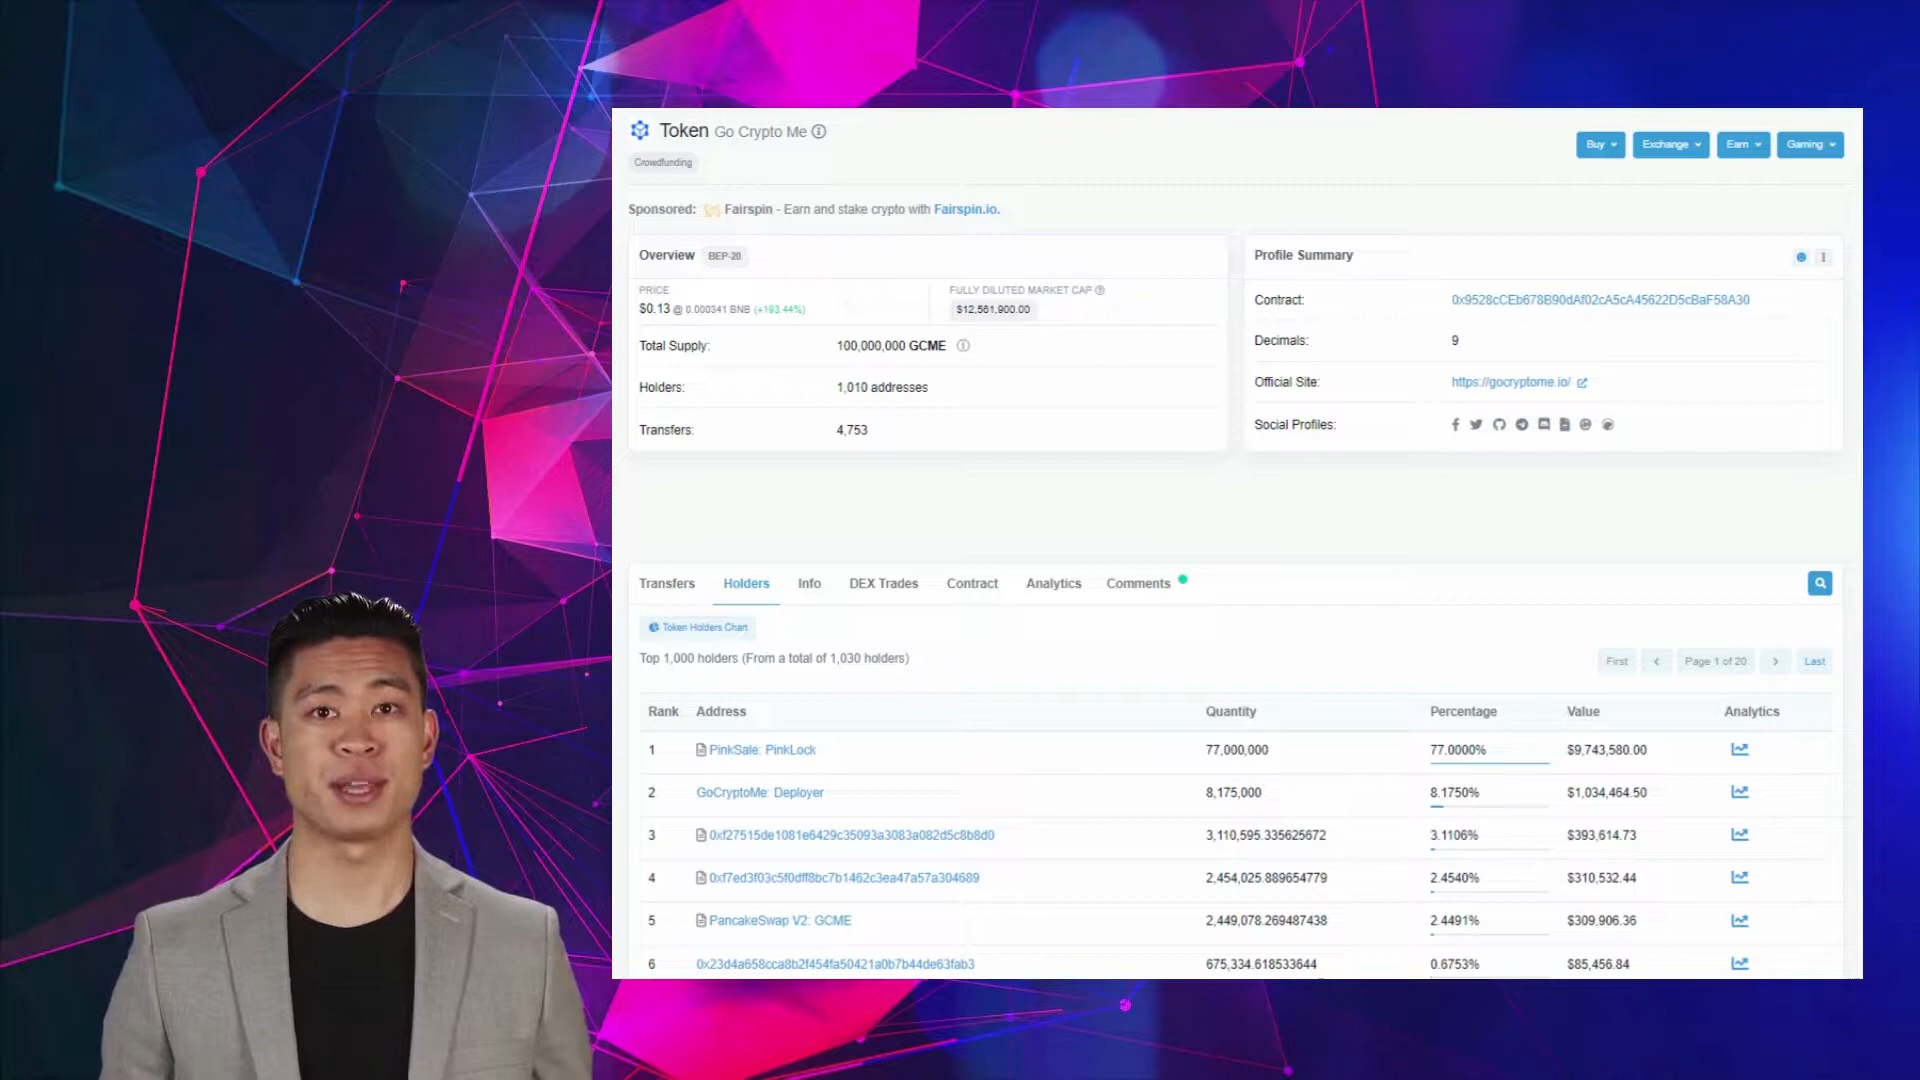 Token Go Crypto Me
Crowdfunding
Buy Exchange Earn Gaming
Sponsored: Fairspin - Earn and stake crypto with Fairspin.io.
Overview BEP-20
PRICE
$0.13 @ 0.000341 BNB (+193.44%)
FULLY DILUTED MARKET CAP
$12,561,900.00
Total Supply: 100,000,000 GCME
Holders: 1,010 addresses
Transfers: 4,753
Profile Summary
Contract: 0x9528cCEb678B90dAf02cA5cA45622D5cBaF58A30
Decimals: 9
Official Site: https://gocryptome.io/
Social Profiles:
Transfers Holders Info DEX Trades Contract Analytics Comments
Token Holders Chart
Top 1,000 holders (From a total of 1,030 holders)
First Page 1 of 20 Last
Rank Address Quantity Percentage Value Analytics
1 PinkSale: PinkLock 77,000,000 77.0000% $9,743,580.00
2 GoCryptoMe: Deployer 8,175,000 8.1750% $1,034,464.50
3 0xf27515de1081e6429c35093a3083a082d5c8b8d0 3,110,595.335625672 3.1106% $393,614.73
4 0xf7ed3f03c5f0dff8bc7b1462c3ea47a57a304689 2,454,025.889654779 2.4540% $310,532.44
5 PancakeSwap V2: GCME 2,449,078.269487438 2.4491% $309,906.36
6 0x23d4a658cca8b2f454fa50421a0b7b44de63fab3 675,334.618533644 0.6753% $85,456.84